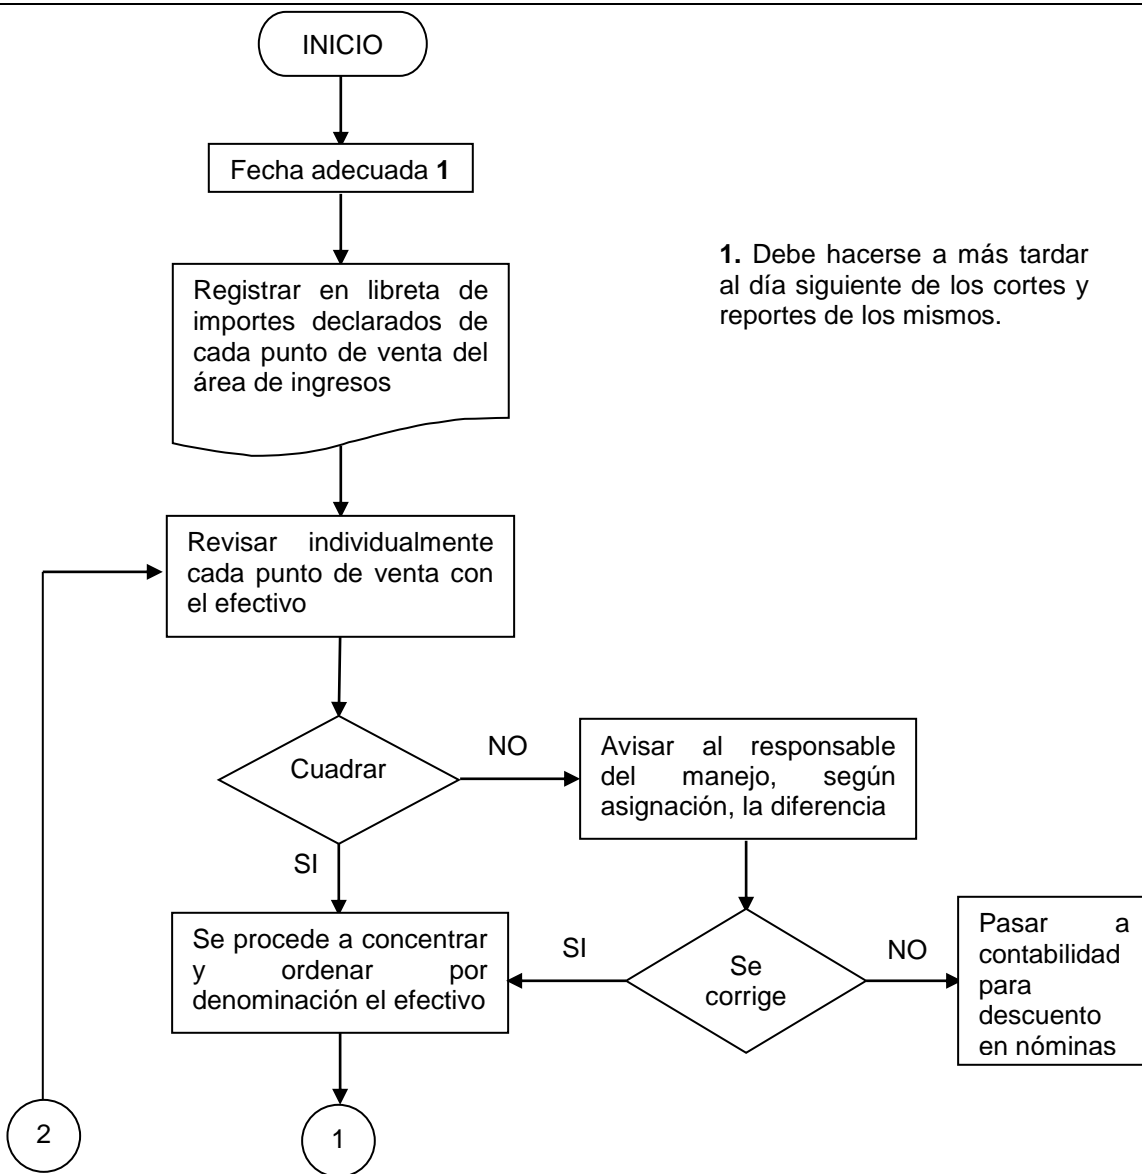 INICIO
Fecha adecuada 1
1. Debe hacerse a más tardar
al día siguiente de los cortes y
reportes de los mismos.
Registrar en libreta de
importes declarados de
cada punto de venta del
área de ingresos
Revisar individualmente
cada punto de venta con
el efectivo
Cuadrar
NO
Avisar al responsable
del manejo, según
asignación, la diferencia
SI
Se procede a concentrar
y ordenar por
denominación el efectivo
SI
Se
corrige
NO
Pasar a
contabilidad
para
descuento
en nóminas
2
1